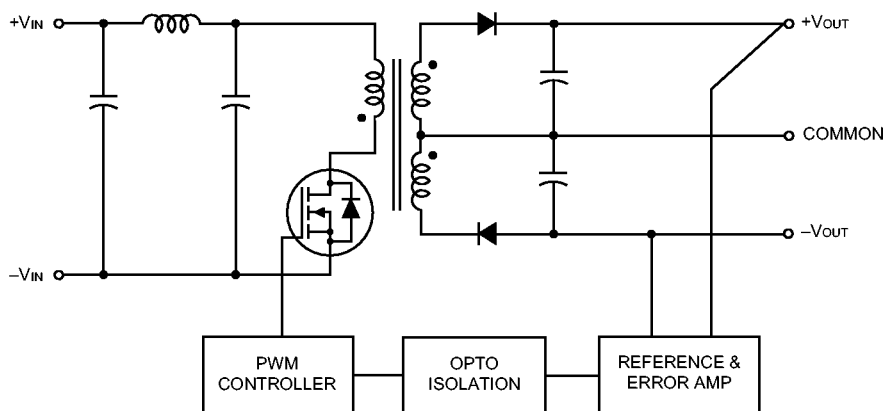 +VIN
+VOUT
COMMON
–VOUT
–VIN
PWM
CONTROLLER
OPTO
ISOLATION
REFERENCE &
ERROR AMP